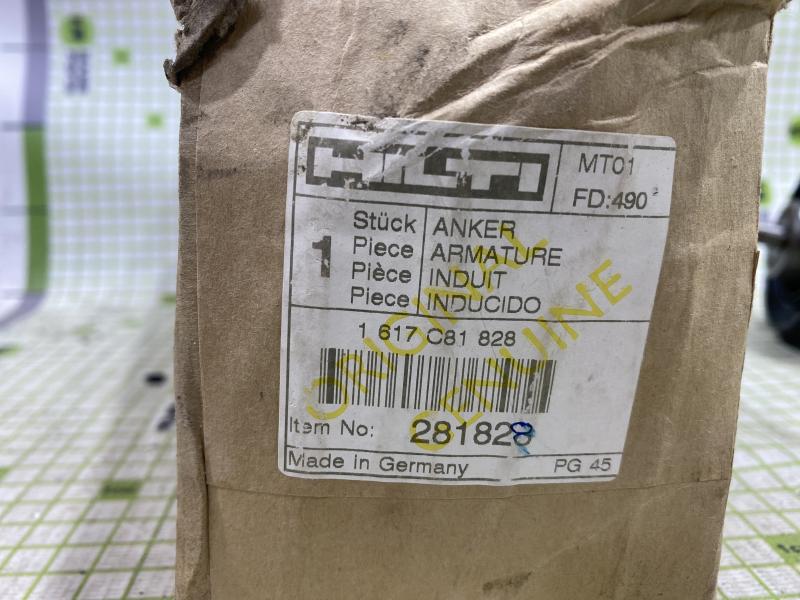 HILTI
MT01
FD:490
1
Stück ANKER
Piece ARMATURE
Pièce INDUIT
Piece INDUCIDO
ORIGINAL
GENUINE
1 617 C81 828
Item No: 281828
Made in Germany
PG 45